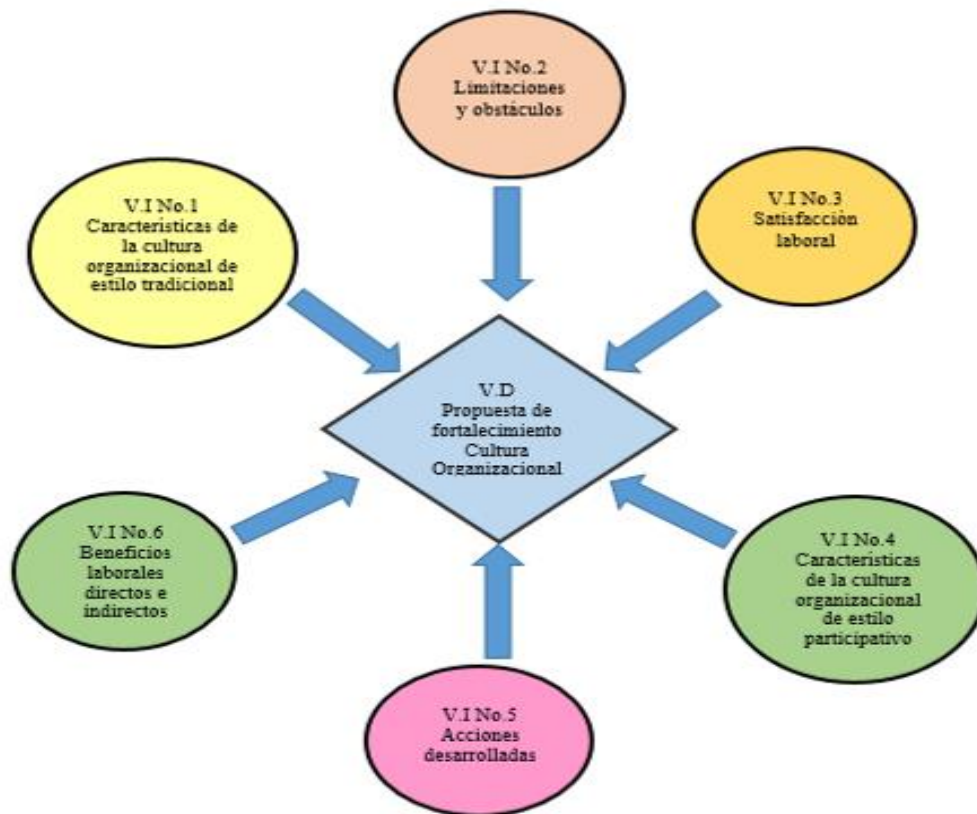 V.I No.1
Características de
la cultura
organizacional de
estilo tradicional
V.I No.2
Limitaciones
y obstáculos
V.I No.3
Satisfacción
laboral
V.D
Propuesta de
fortalecimiento
Cultura
Organizacional
V.I No.4
Características
de la cultura
organizacional
de estilo
participativo
V.I No.5
Acciones
desarrolladas
V.I No.6
Beneficios
laborales
directos e
indirectos